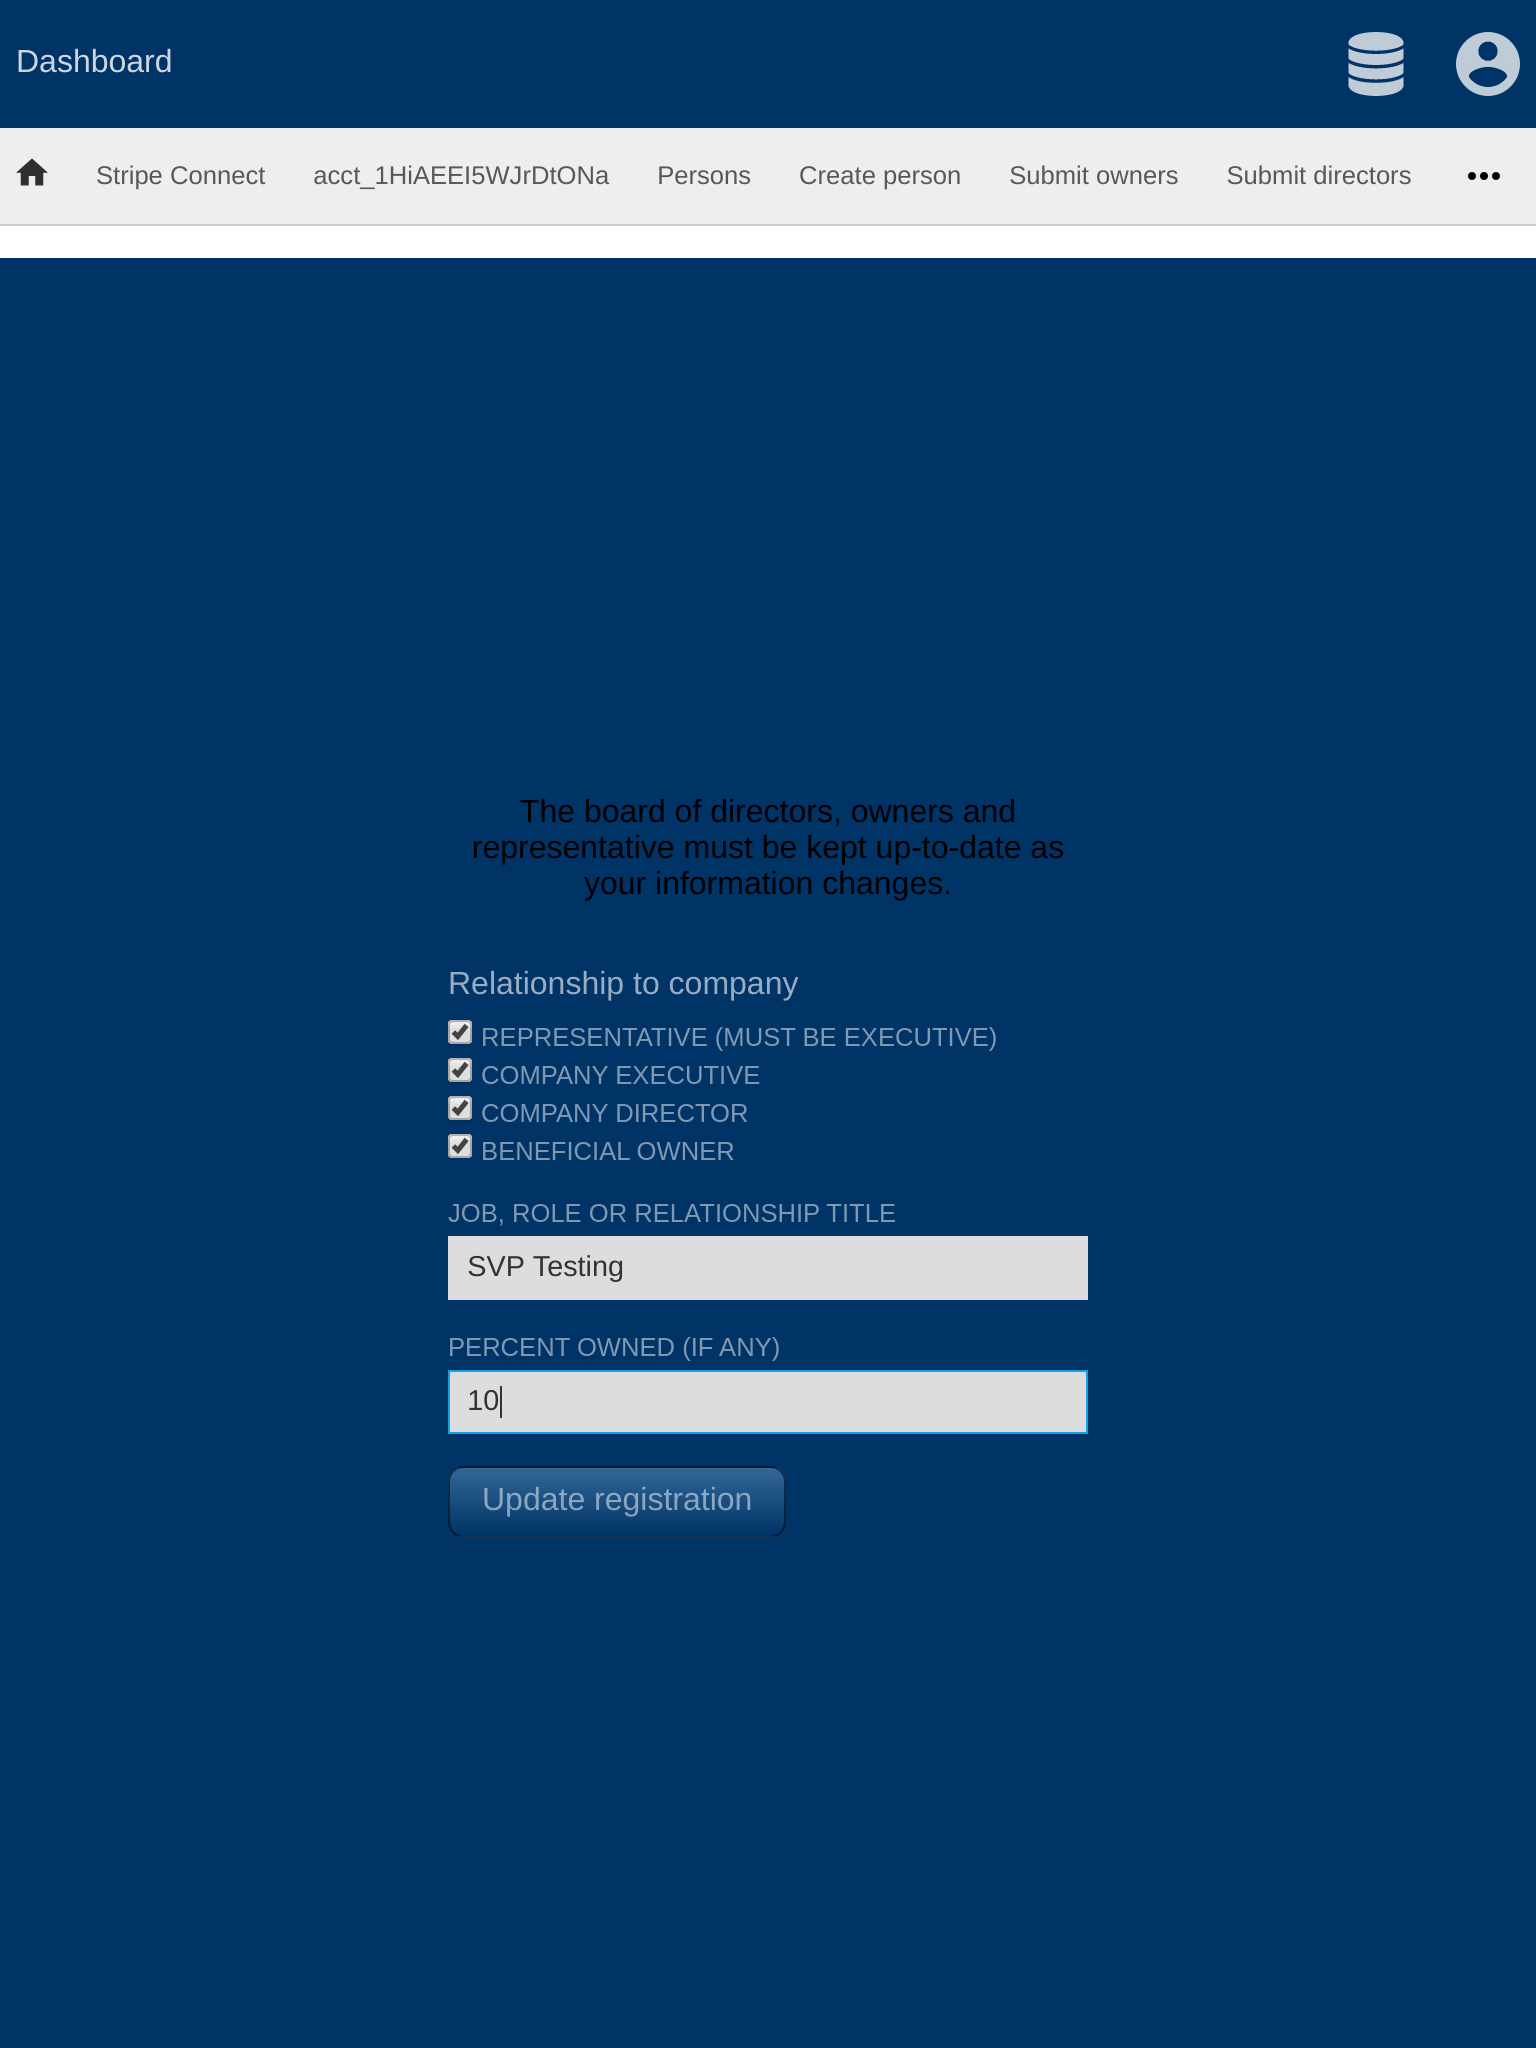 Dashboard
Stripe Connect acct_1HiAEEI5WJrDtONa Persons Create person Submit owners Submit directors
The board of directors, owners and
representative must be kept up-to-date as
your information changes.
Relationship to company
REPRESENTATIVE (MUST BE EXECUTIVE)
COMPANY EXECUTIVE
COMPANY DIRECTOR
BENEFICIAL OWNER
JOB, ROLE OR RELATIONSHIP TITLE
SVP Testing
PERCENT OWNED (IF ANY)
10
Update registration